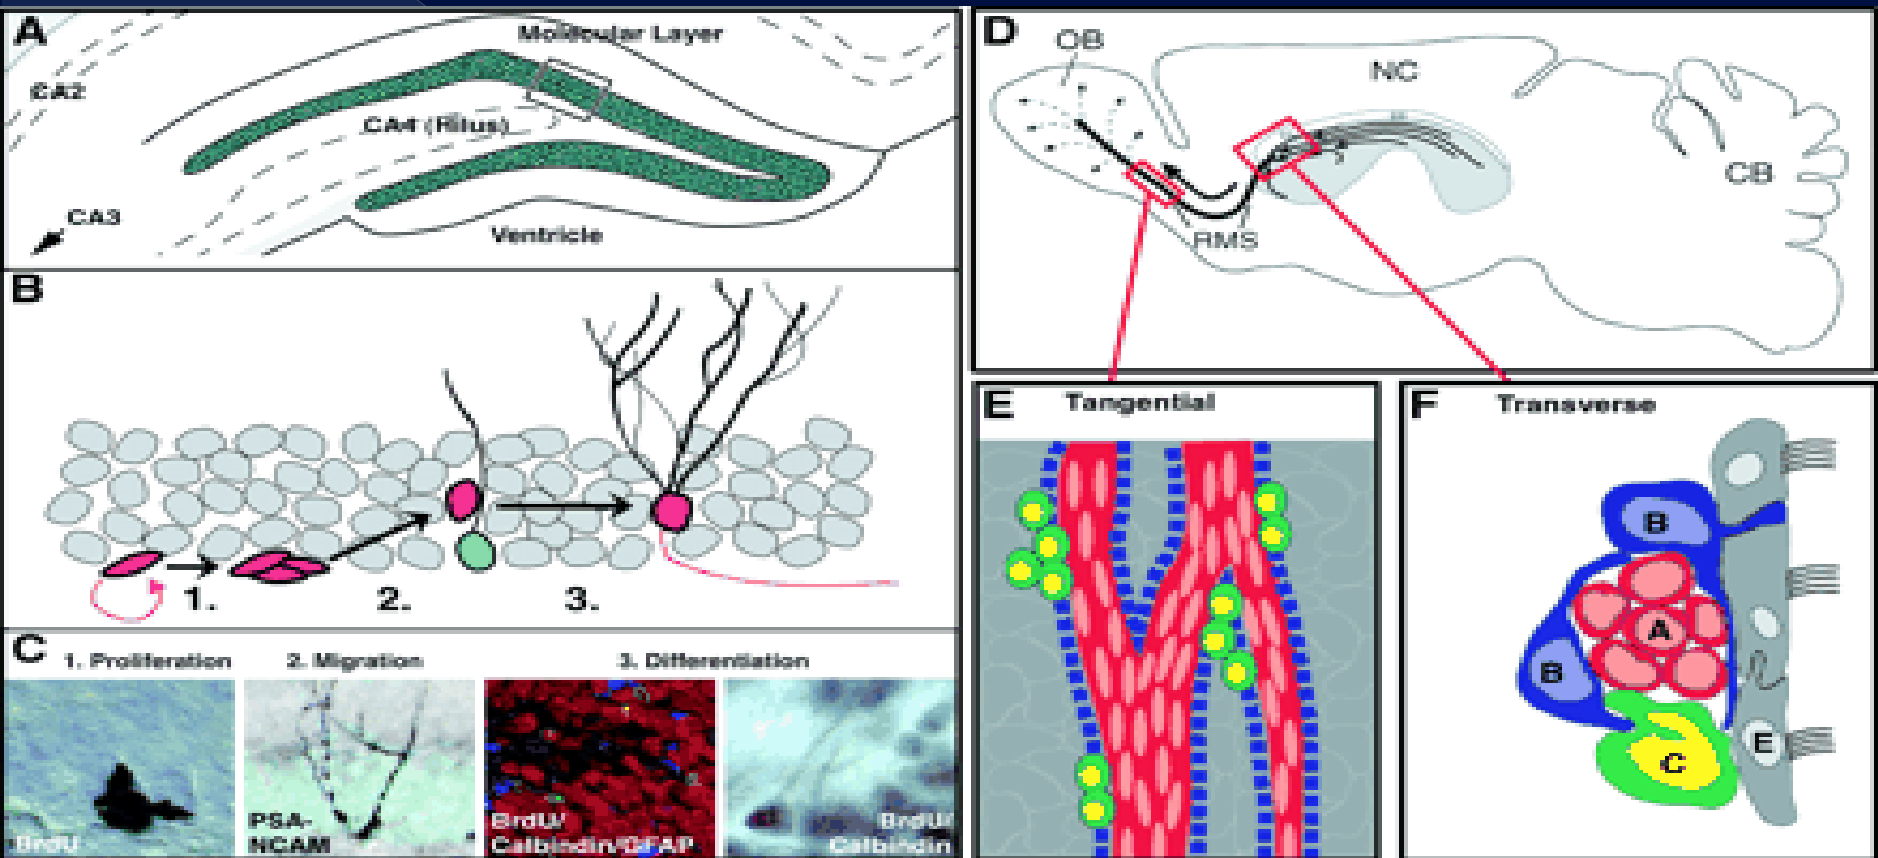 A
Molecular Layer
CA2
CA4 (Hilus)
CA3
Ventricle
B
1.
2.
3.
C
1. Proliferation
2. Migration
3. Differentiation
BrdU
PSA-
NCAM
BrdU/
Calbindin/GFAP
BrdU/
Calbindin
D
OB
NC
CB
RMS
E
Tangential
F
Transverse
B
A
B
E
C